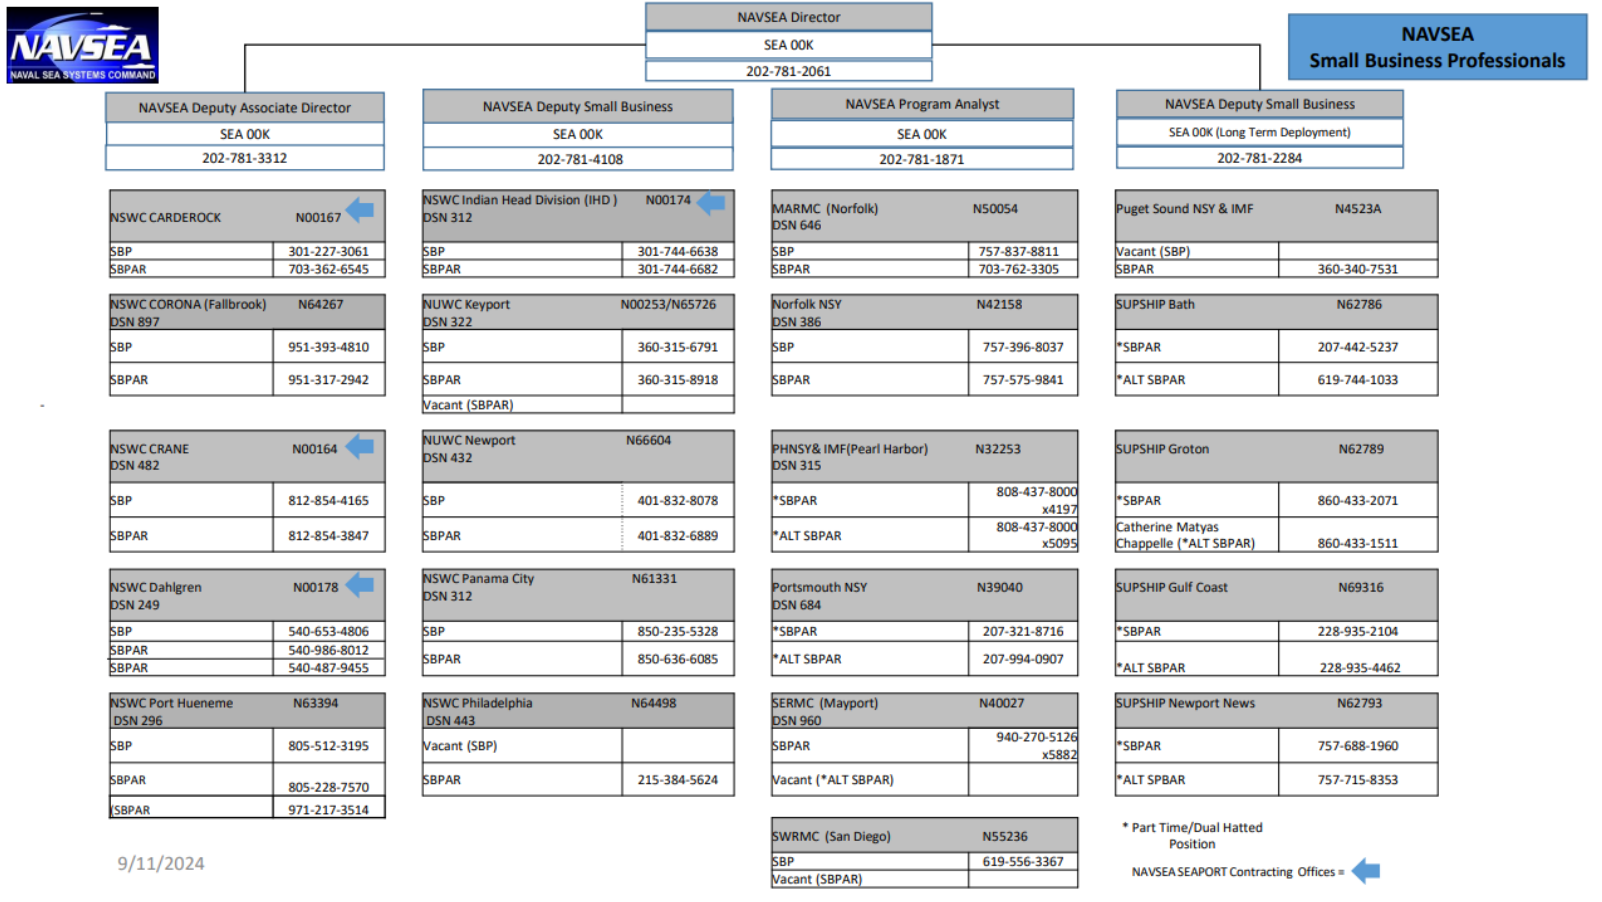 NAVSEA
NAVAL SEA SYSTEMS COMMAND
NAVSEA Director
SEA 00K
202-781-2061
NAVSEA
Small Business Professionals
NAVSEA Deputy Associate Director
SEA 00K
202-781-3312
NAVSEA Deputy Small Business
SEA 00K
202-781-4108
NAVSEA Program Analyst
SEA 00K
202-781-1871
NAVSEA Deputy Small Business
SEA 00K (Long Term Deployment)
202-781-2284
NSWC CARDEROCK N00167
SBP 301-227-3061
SBPAR 703-362-6545
NSWC CORONA (Fallbrook) N64267
DSN 897
SBP 951-393-4810
SBPAR 951-317-2942
NSWC CRANE N00164
DSN 482
SBP 812-854-4165
SBPAR 812-854-3847
NSWC Dahlgren N00178
DSN 249
SBP 540-653-4806
SBPAR 540-986-8012
SBPAR 540-487-9455
NSWC Port Hueneme N63394
DSN 296
SBP 805-512-3195
SBPAR 805-228-7570
(SBPAR 971-217-3514
NSWC Indian Head Division (IHD ) N00174
DSN 312
SBP 301-744-6638
SBPAR 301-744-6682
NUWC Keyport N00253/N65726
DSN 322
SBP 360-315-6791
SBPAR 360-315-8918
Vacant (SBPAR)
NUWC Newport N66604
DSN 432
SBP 401-832-8078
SBPAR 401-832-6889
NSWC Panama City N61331
DSN 312
SBP 850-235-5328
SBPAR 850-636-6085
NSWC Philadelphia N64498
DSN 443
Vacant (SBP)
SBPAR 215-384-5624
MARMC (Norfolk) N50054
DSN 646
SBP 757-837-8811
SBPAR 703-762-3305
Norfolk NSY N42158
DSN 386
SBP 757-396-8037
SBPAR 757-575-9841
PHNSY& IMF(Pearl Harbor) N32253
DSN 315
*SBPAR 808-437-8000
x4197
*ALT SBPAR 808-437-8000
x5095
Portsmouth NSY N39040
DSN 684
*SBPAR 207-321-8716
*ALT SBPAR 207-994-0907
SERMC (Mayport) N40027
DSN 960
SBPAR 940-270-5126
x5882
Vacant (*ALT SBPAR)
SWRMC (San Diego) N55236
SBP 619-556-3367
Vacant (SBPAR)
Puget Sound NSY & IMF N4523A
Vacant (SBP)
SBPAR 360-340-7531
SUPSHIP Bath N62786
*SBPAR 207-442-5237
*ALT SBPAR 619-744-1033
SUPSHIP Groton N62789
*SBPAR 860-433-2071
Catherine Matyas
Chappelle (*ALT SBPAR) 860-433-1511
SUPSHIP Gulf Coast N69316
*SBPAR 228-935-2104
*ALT SBPAR 228-935-4462
SUPSHIP Newport News N62793
*SBPAR 757-688-1960
*ALT SPBAR 757-715-8353
* Part Time/Dual Hatted
Position
NAVSEA SEAPORT Contracting Offices =
9/11/2024
-